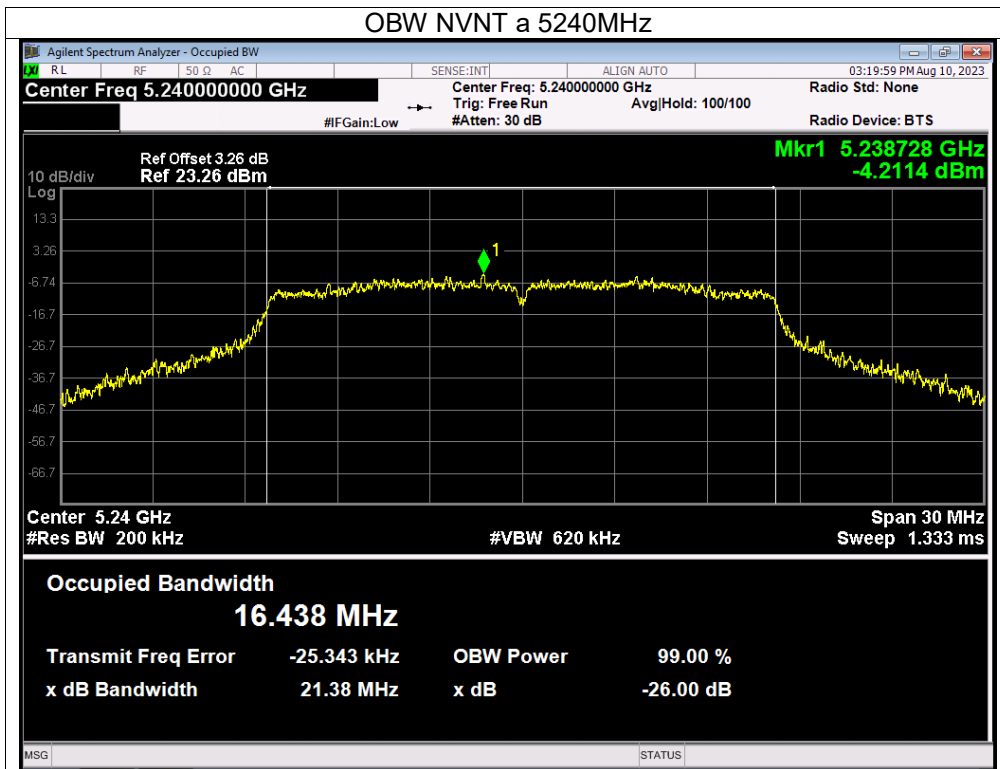 OBW NVNT a 5240MHz
Agilent Spectrum Analyzer - Occupied BW
LXI RL RF 50 Ω AC SENSE:INT ALIGN AUTO 03:19:59 PM Aug 10, 2023
Center Freq 5.240000000 GHz Center Freq: 5.240000000 GHz Radio Std: None
Trig: Free Run Avg|Hold: 100/100
#IFGain:Low #Atten: 30 dB Radio Device: BTS
Mkr1 5.238728 GHz
-4.2114 dBm
Ref Offset 3.26 dB
10 dB/div Ref 23.26 dBm
Log
13.3
3.26
1
-6.74
-16.7
-26.7
-36.7
-46.7
-56.7
-66.7
Center 5.24 GHz Span 30 MHz
#Res BW 200 kHz #VBW 620 kHz Sweep 1.333 ms
Occupied Bandwidth
16.438 MHz
Transmit Freq Error -25.343 kHz OBW Power 99.00 %
x dB Bandwidth 21.38 MHz x dB -26.00 dB
MSG STATUS